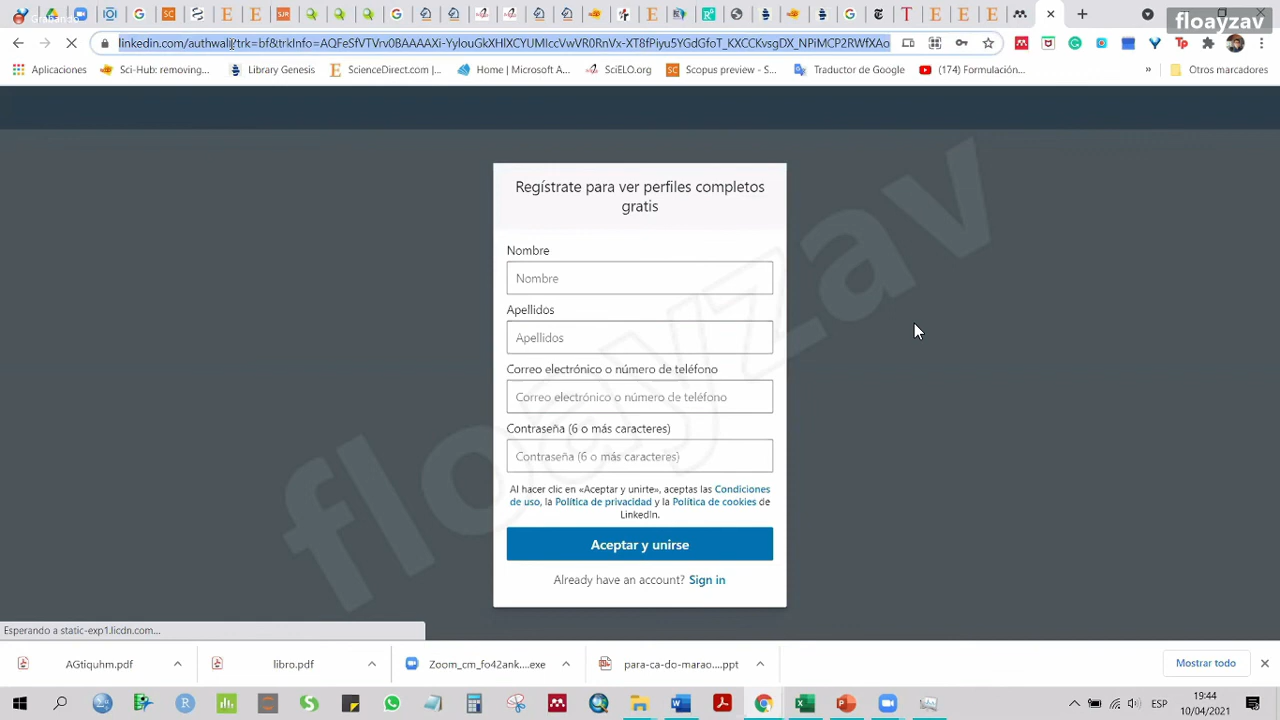 Grabando...
floayzav
linkedin.com/authwall?trk=bf&trkInfo=
Aplicaciones
Sci-Hub: removing...
Library Genesis
ScienceDirect.com |...
Home | Microsoft A...
SciELO.org
Scopus preview - S...
Traductor de Google
(174) Formulación...
»
Otros marcadores
Regístrate para ver perfiles completos
gratis
Nombre
Nombre
Apellidos
Apellidos
Correo electrónico o número de teléfono
Correo electrónico o número de teléfono
Contraseña (6 o más caracteres)
Contraseña (6 o más caracteres)
Al hacer clic en «Aceptar y unirte», aceptas las Condiciones
de uso, la Política de privacidad y la Política de cookies de
LinkedIn.
Aceptar y unirse
Already have an account? Sign in
floayzav
Esperando a static-exp1.licdn.com...
AGtiquhm.pdf
libro.pdf
Zoom_cm_fo42ank....exe
para-ca-do-marao....ppt
Mostrar todo
ESP
19:44
10/04/2021